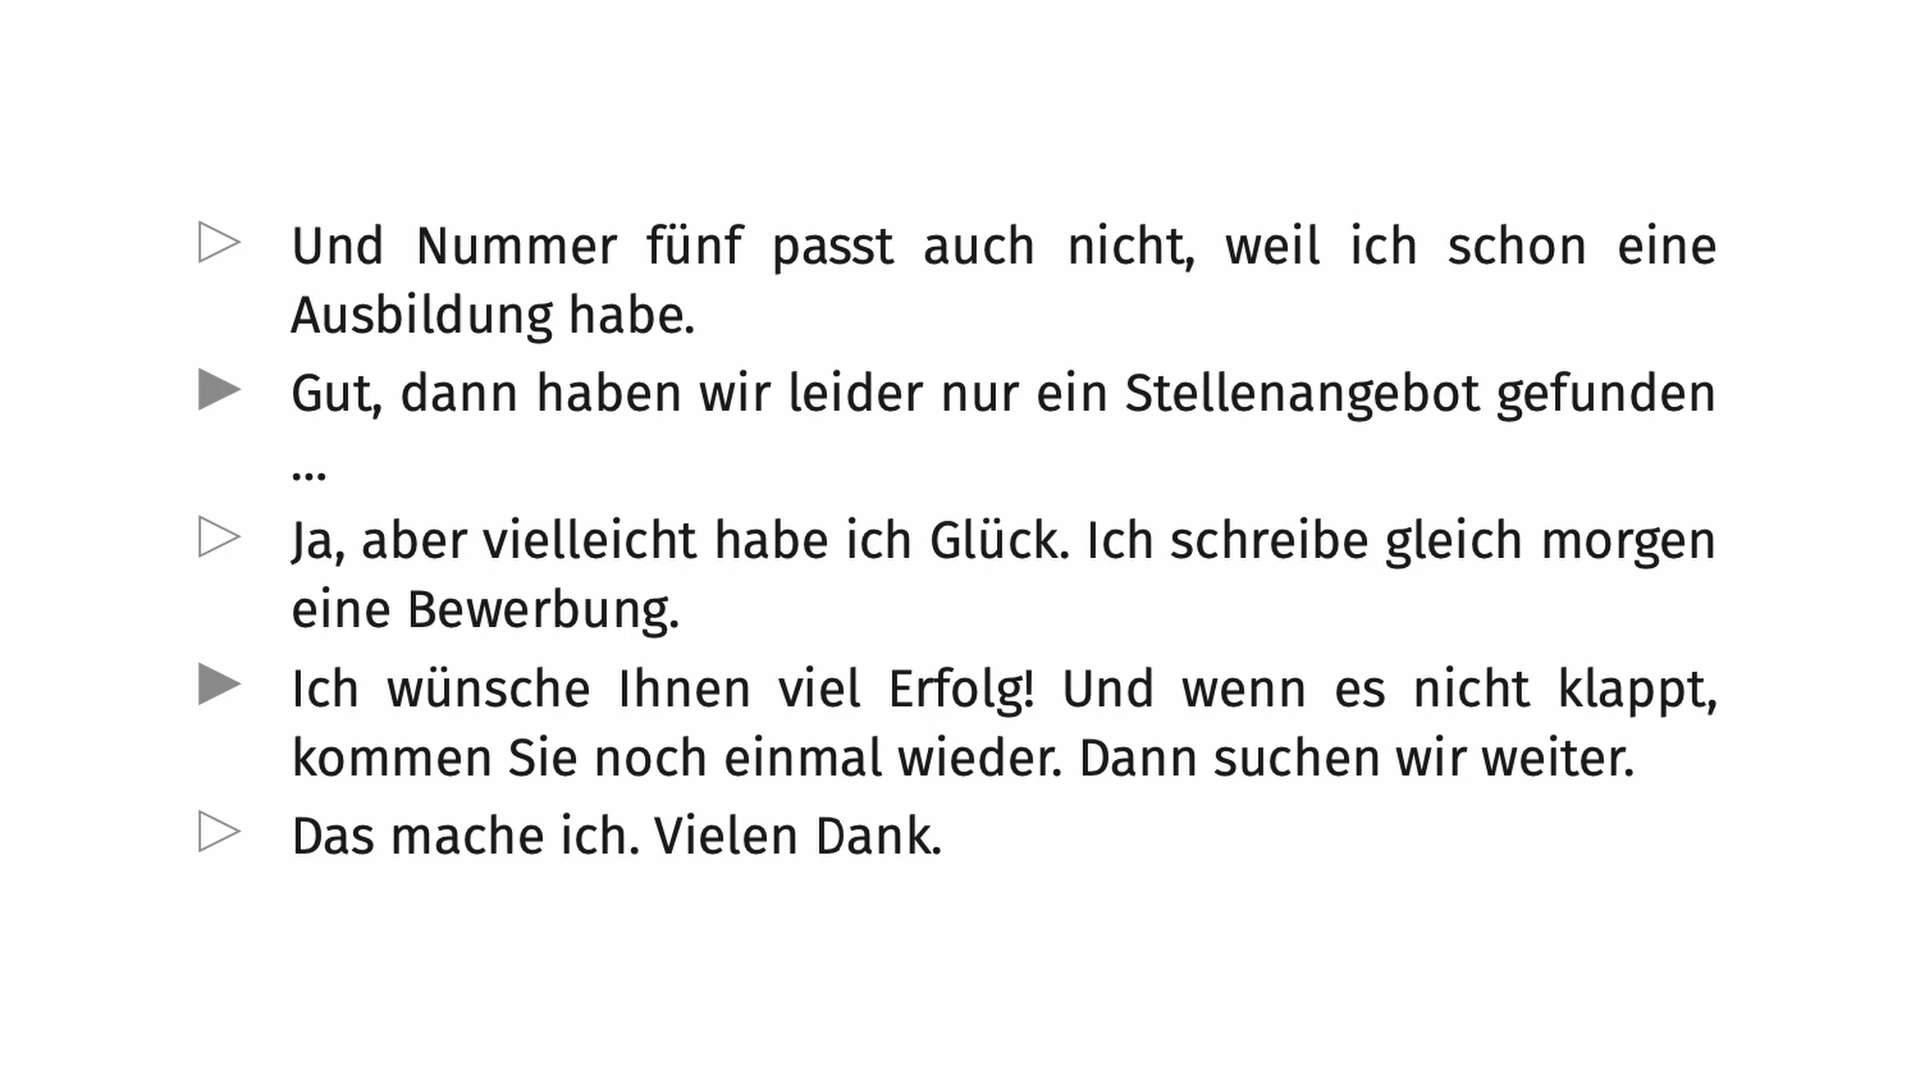 Und Nummer fünf passt auch nicht, weil ich schon eine
Ausbildung habe.
Gut, dann haben wir leider nur ein Stellenangebot gefunden
...
Ja, aber vielleicht habe ich Glück. Ich schreibe gleich morgen
eine Bewerbung.
Ich wünsche Ihnen viel Erfolg! Und wenn es nicht klappt,
kommen Sie noch einmal wieder. Dann suchen wir weiter.
Das mache ich. Vielen Dank.